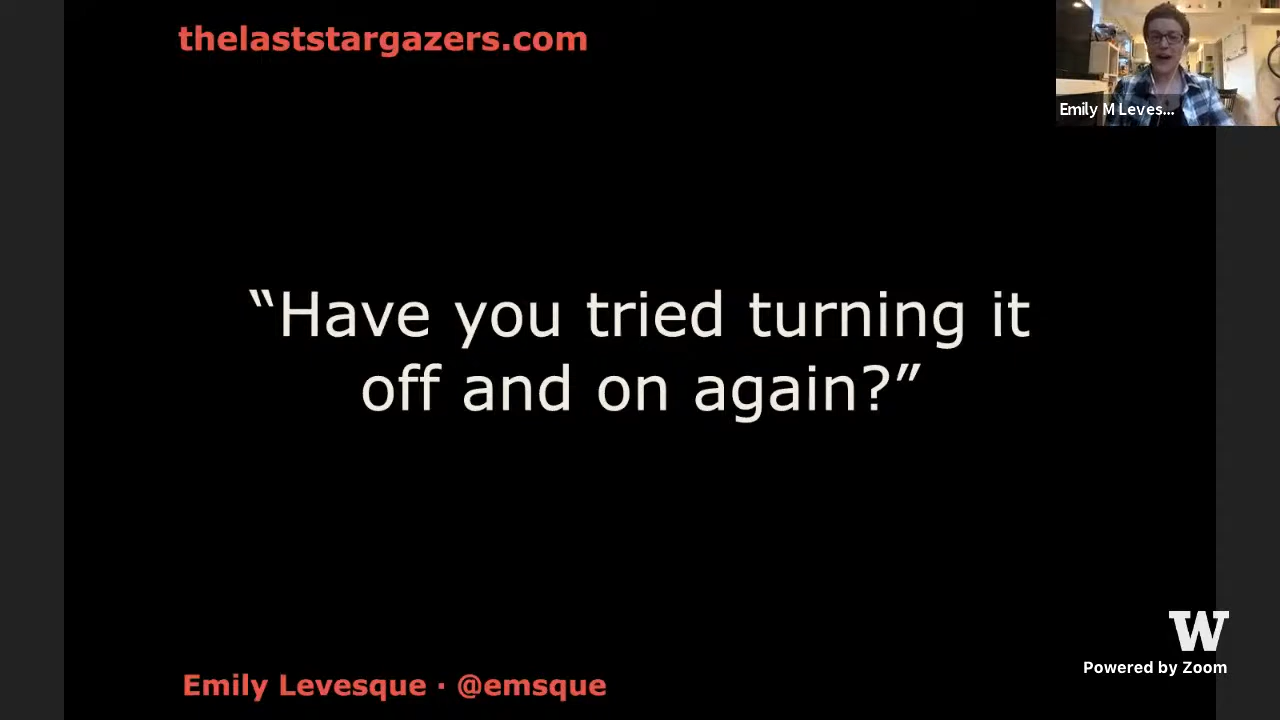 thelaststargazers.com
Emily M Leves...
“Have you tried turning it
off and on again?”
W
Powered by Zoom
Emily Levesque · @emsque